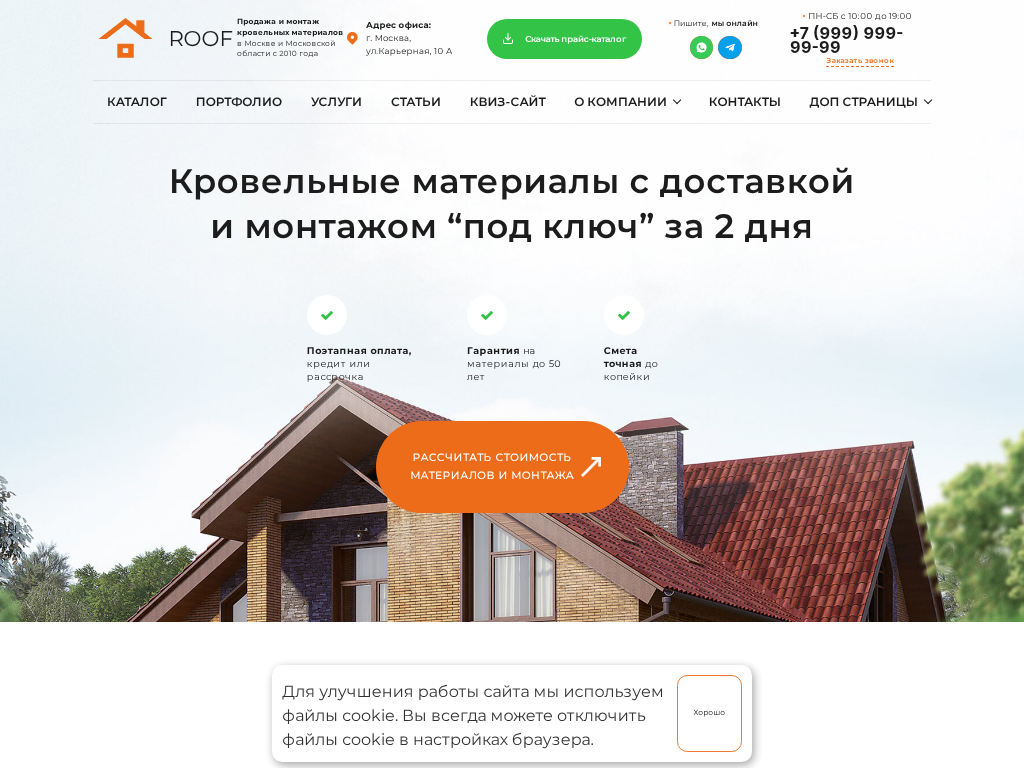 ROOF
Продажа и монтаж
кровельных материалов
в Москве и Московской
области с 2010 года
Адрес офиса:
г. Москва,
ул.Карьерная, 10 А
Скачать прайс-каталог
• Пишите, мы онлайн
• ПН-СБ с 10:00 до 19:00
+7 (999) 999-
99-99
Заказать звонок
КАТАЛОГ ПОРТФОЛИО УСЛУГИ СТАТЬИ КВИЗ-САЙТ О КОМПАНИИ КОНТАКТЫ ДОП СТРАНИЦЫ
Кровельные материалы с доставкой
и монтажом “под ключ” за 2 дня
Поэтапная оплата,
кредит или
рассрочка
Гарантия на
материалы до 50
лет
Смета
точная до
копейки
РАССЧИТАТЬ СТОИМОСТЬ
МАТЕРИАЛОВ И МОНТАЖА
Для улучшения работы сайта мы используем
файлы cookie. Вы всегда можете отключить
файлы cookie в настройках браузера.
Хорошо